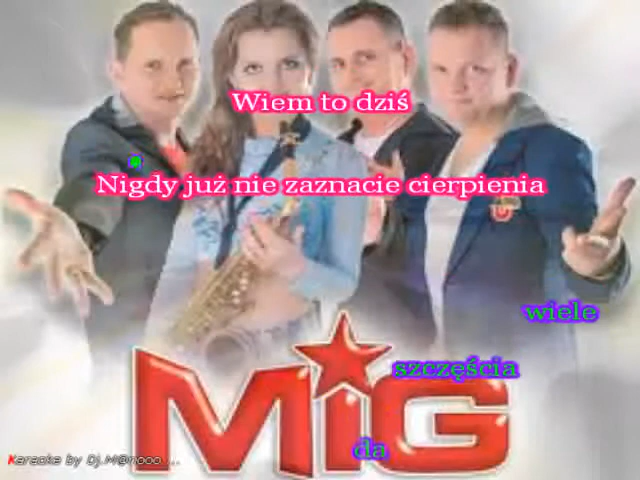 Wiem to dziś
Nigdy już nie zaznacie cierpienia
wiele
szczęścia
MiG
da
Karaoke by Dj.M@nooo ...